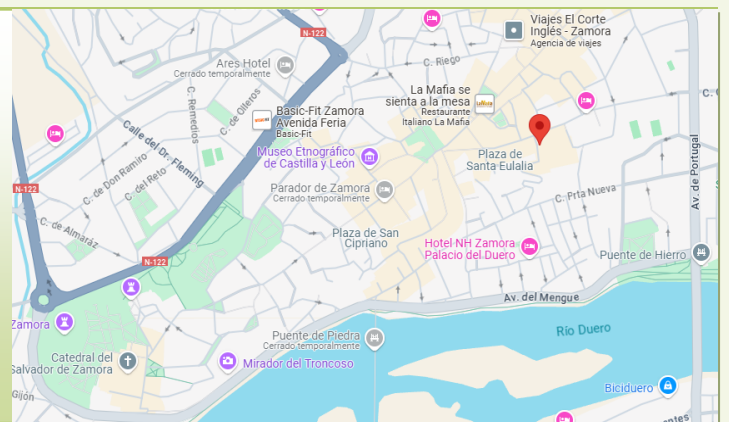 N-122
Viajes El Corte
Inglés - Zamora
Agencia de viajes
C. Riego
Ares Hotel
Cerrado temporalmente
C. Remedios
C. de Olleros
La Mafia se
sienta a la mesa
Restaurante
Italiano La Mafia
Basic-Fit Zamora
Avenida Feria
Basic-Fit
Calle del Dr. Fleming
Museo Etnográfico
de Castilla y León
Plaza de
Santa Eulalia
Av. de Portugal
C. de Don Ramiro
C. del Reto
N-122
Parador de Zamora
Cerrado temporalmente
C. Prta Nueva
C. de Almaráz
Plaza de San
Cipriano
Hotel NH Zamora
Palacio del Duero
Puente de Hierro
N-122
Av. del Mengue
Zamora
Río Duero
Puente de Piedra
Cerrado temporalmente
Catedral del
Salvador de Zamora
Mirador del Troncoso
Biciduero
Gijón